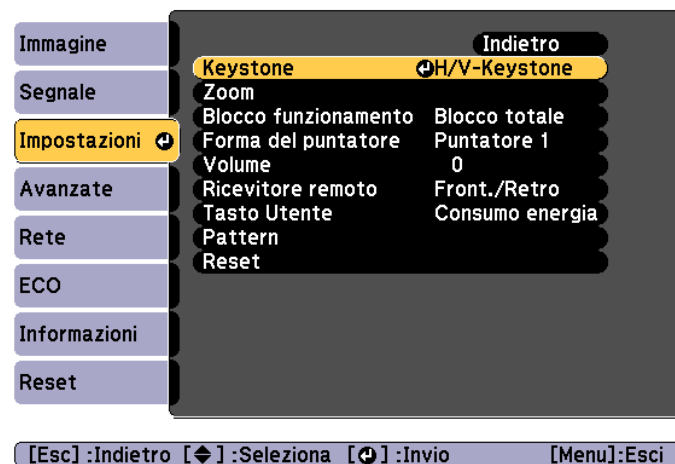 Immagine
Segnale
Impostazioni
Avanzate
Rete
ECO
Informazioni
Reset
Indietro
Keystone H/V-Keystone
Zoom
Blocco funzionamento Blocco totale
Forma del puntatore Puntatore 1
Volume 0
Ricevitore remoto Front./Retro
Tasto Utente Consumo energia
Pattern
Reset
[Esc] :Indietro [ ] :Seleziona [ ] :Invio [Menu]:Esci